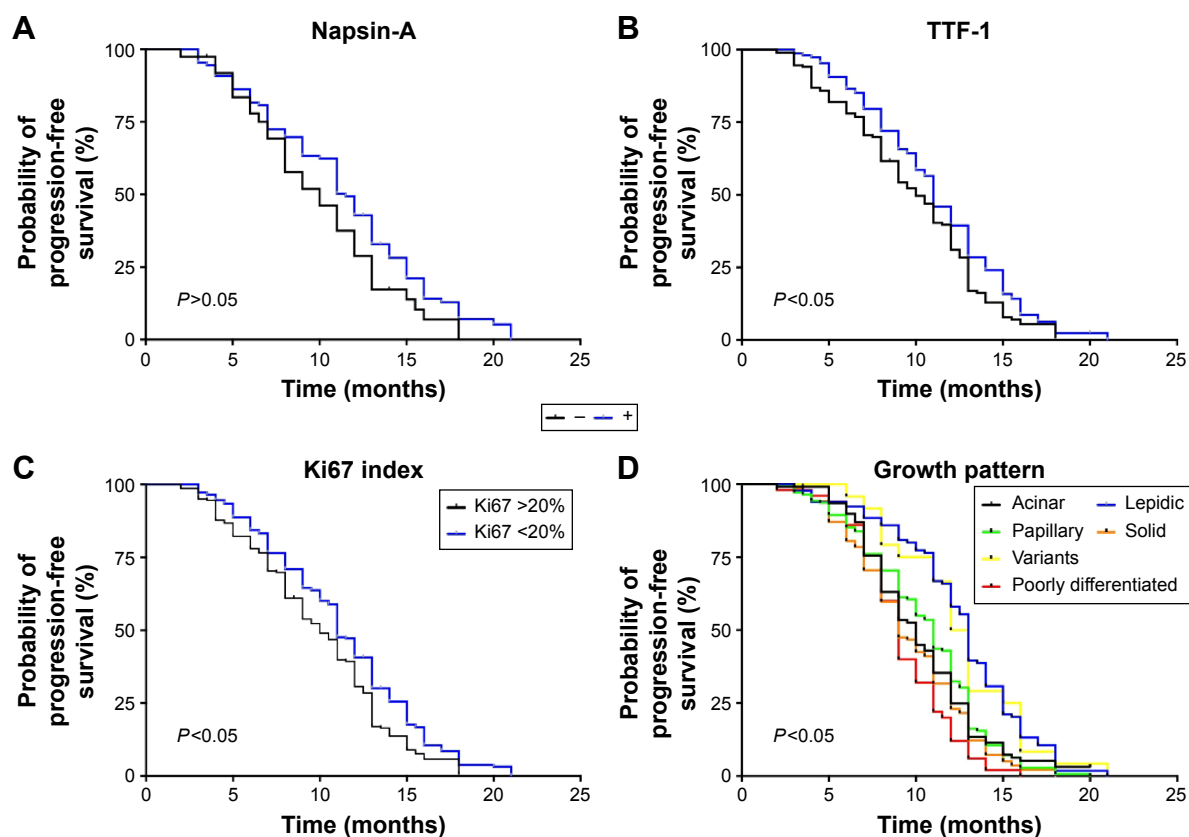 A
Napsin-A
Probability of
progression-free
survival (%)
100
75
50
25
0
P>0.05
0 5 10 15 20 25
Time (months)
B
TTF-1
Probability of
progression-free
survival (%)
100
75
50
25
0
P<0.05
0 5 10 15 20 25
Time (months)
– +
C
Ki67 index
Probability of
progression-free
survival (%)
100
75
50
25
0
Ki67 >20%
Ki67 <20%
P<0.05
0 5 10 15 20 25
Time (months)
D
Growth pattern
Probability of
progression-free
survival (%)
100
75
50
25
0
Acinar Lepidic
Papillary Solid
Variants
Poorly differentiated
P<0.05
0 5 10 15 20 25
Time (months)